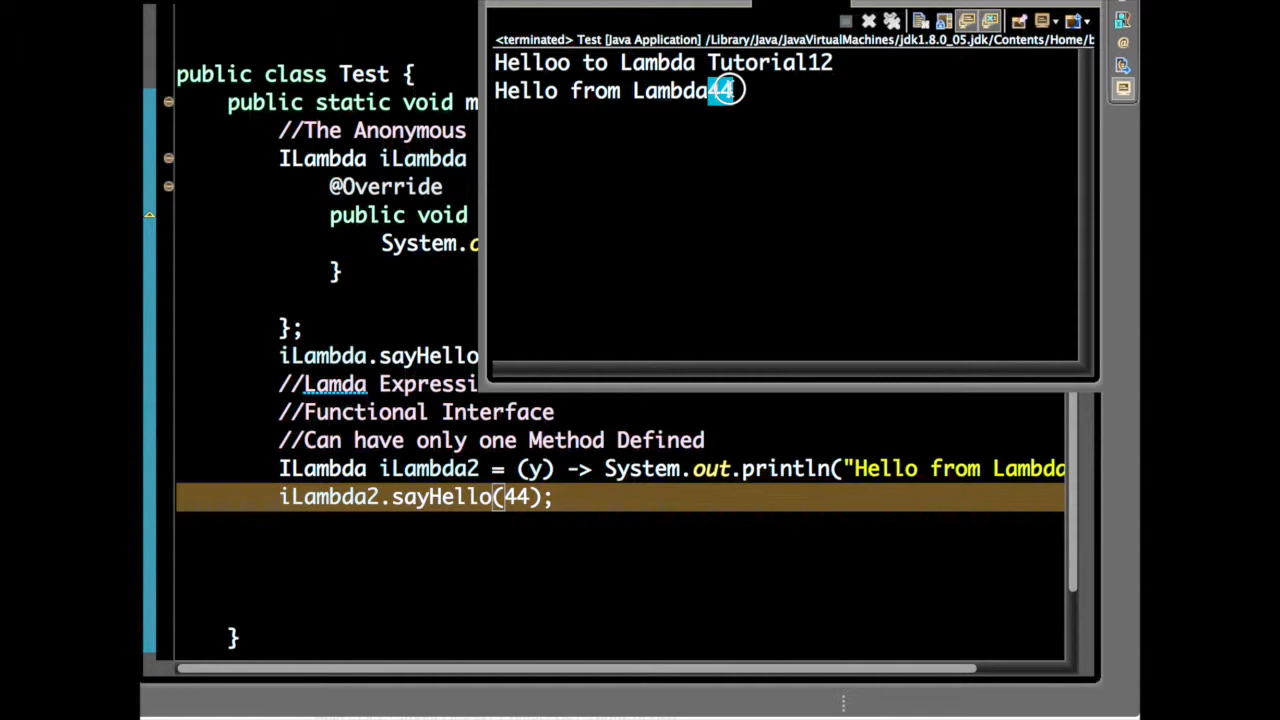 <terminated> Test [Java Application] /Library/Java/JavaVirtualMachines/jdk1.8.0_05.jdk/Contents/Home/b
Helloo to Lambda Tutorial12
Hello from Lambda44
public class Test {
public static void m
//The Anonymous
ILambda iLambda
@Override
public void
System.o
}
};
iLambda.sayHello
//Lamda Expressi
//Functional Interface
//Can have only one Method Defined
ILambda iLambda2 = (y) -> System.out.println("Hello from Lambda
iLambda2.sayHello(44);
}